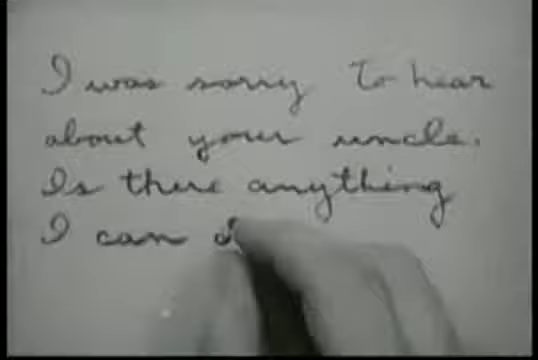 I was sorry to hear
about your uncle.
Is there anything
I can d